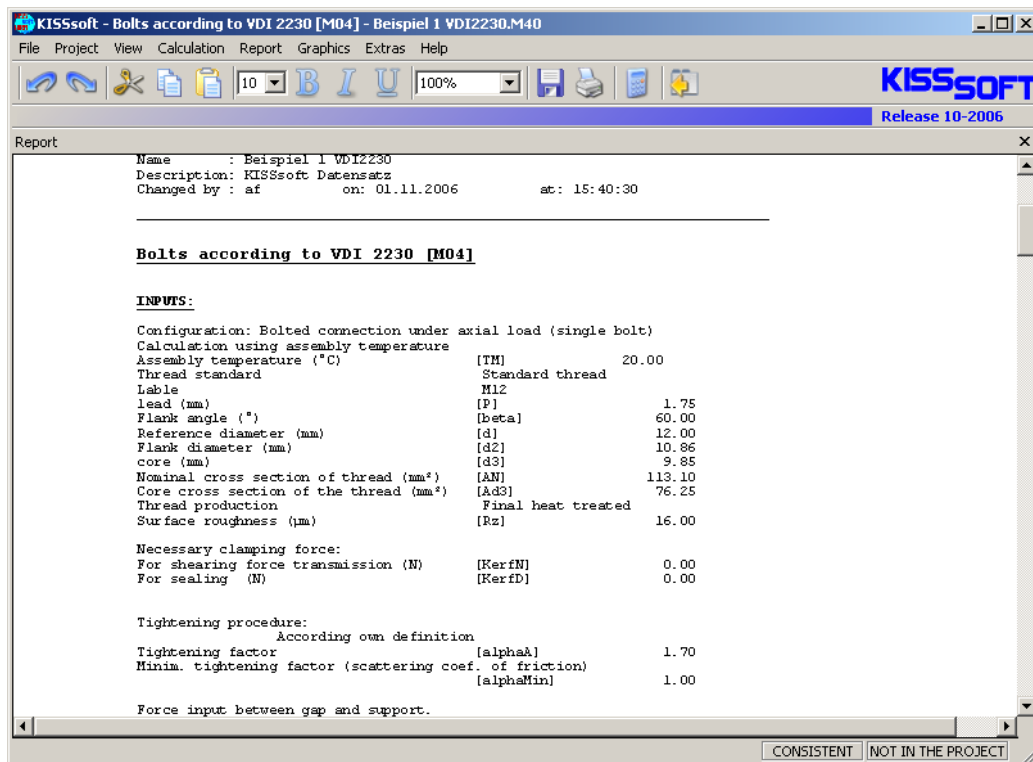 KISSsoft - Bolts according to VDI 2230 [M04] - Beispiel 1 VDI2230.M40
File Project View Calculation Report Graphics Extras Help
10 B I U 100% KISSSOFT
Release 10-2006
Report
Name : Beispiel 1 VDI2230
Description: KISSsoft Datensatz
Changed by : af on: 01.11.2006 at: 15:40:30
Bolts according to VDI 2230 [M04]
INPUTS:
Configuration: Bolted connection under axial load (single bolt)
Calculation using assembly temperature
Assembly temperature (°C) [TM] 20.00
Thread standard Standard thread
Lable M12
lead (mm) [P] 1.75
Flank angle (°) [beta] 60.00
Reference diameter (mm) [d] 12.00
Flank diameter (mm) [d2] 10.86
core (mm) [d3] 9.85
Nominal cross section of thread (mm²) [AN] 113.10
Core cross section of the thread (mm²) [Ad3] 76.25
Thread production Final heat treated
Surface roughness (µm) [Rz] 16.00
Necessary clamping force:
For shearing force transmission (N) [KerfN] 0.00
For sealing (N) [KerfD] 0.00
Tightening procedure:
According own definition
Tightening factor [alphaA] 1.70
Minim. tightening factor (scattering coef. of friction)
[alphaMin] 1.00
Force input between gap and support.
CONSISTENT NOT IN THE PROJECT